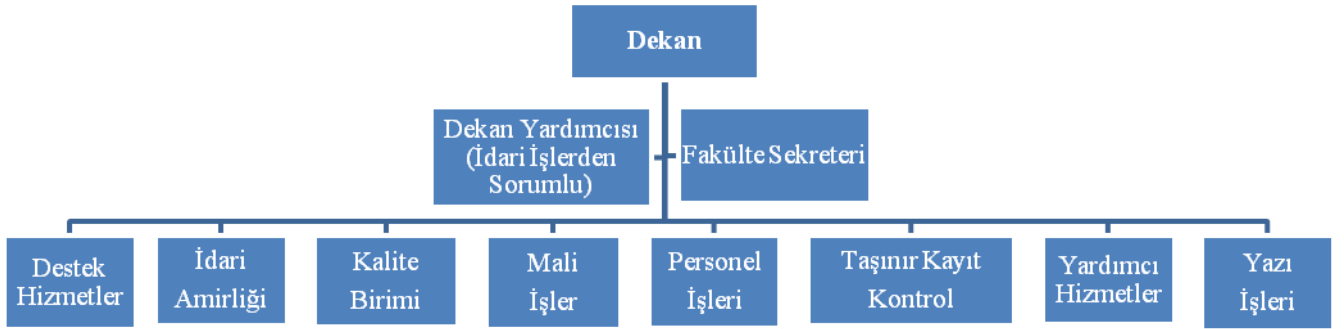 Dekan
Dekan Yardımcısı
(İdari İşlerden
Sorumlu)
Fakülte Sekreteri
Destek
Hizmetler
İdari
Amirliği
Kalite
Birimi
Mali
İşler
Personel
İşleri
Taşınır Kayıt
Kontrol
Yardımcı
Hizmetler
Yazı
İşleri